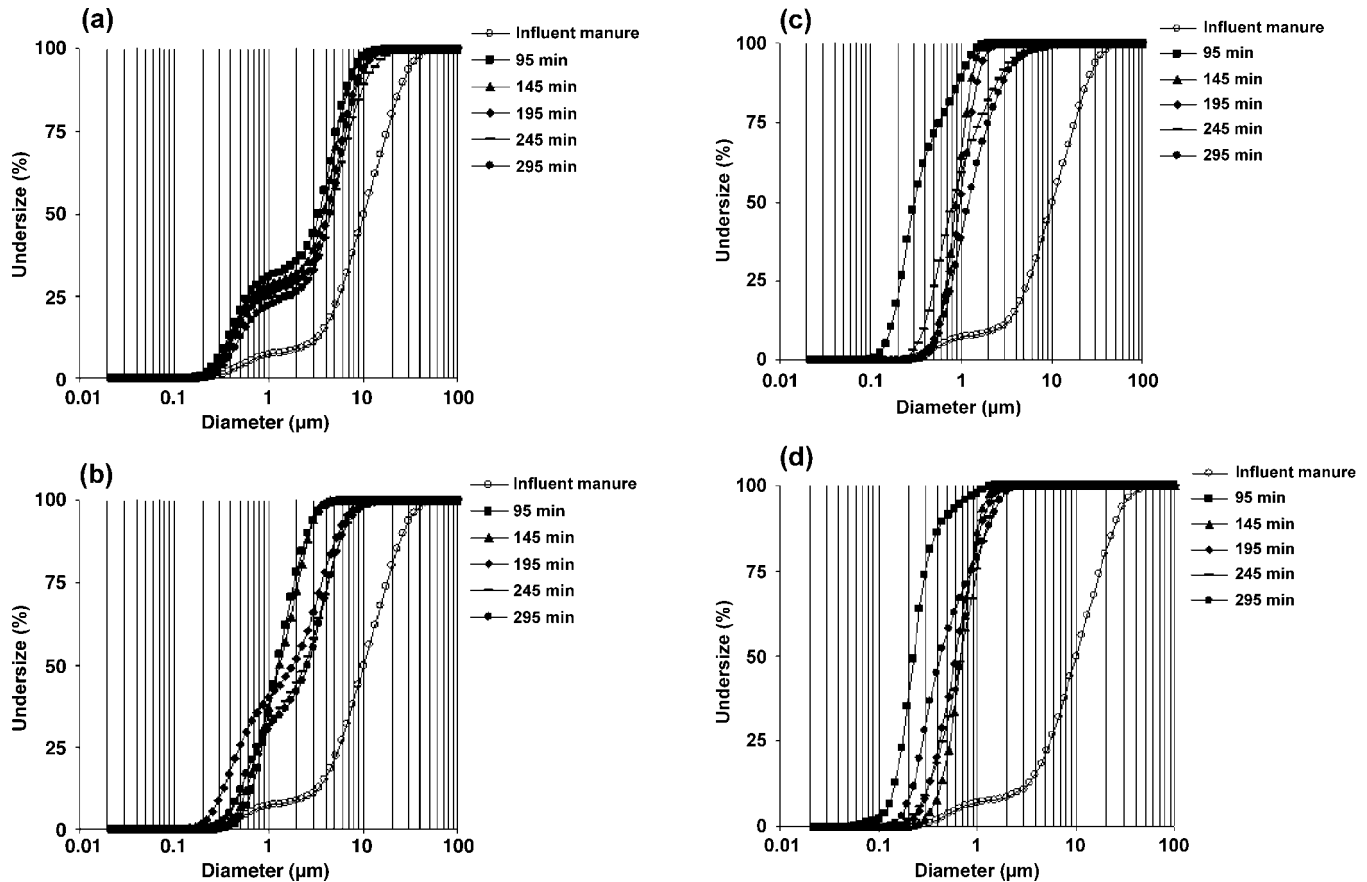 (a)
Influent manure
95 min
145 min
195 min
245 min
295 min
100
75
50
25
0
Undersize (%)
0.01 0.1 1 10 100
Diameter (µm)
(c)
Influent manure
95 min
145 min
195 min
245 min
295 min
100
75
50
25
0
Undersize (%)
0.01 0.1 1 10 100
Diameter (µm)
(b)
Influent manure
95 min
145 min
195 min
245 min
295 min
100
75
50
25
0
Undersize (%)
0.01 0.1 1 10 100
Diameter (µm)
(d)
Influent manure
95 min
145 min
195 min
245 min
295 min
100
75
50
25
0
Undersize (%)
0.01 0.1 1 10 100
Diameter (µm)